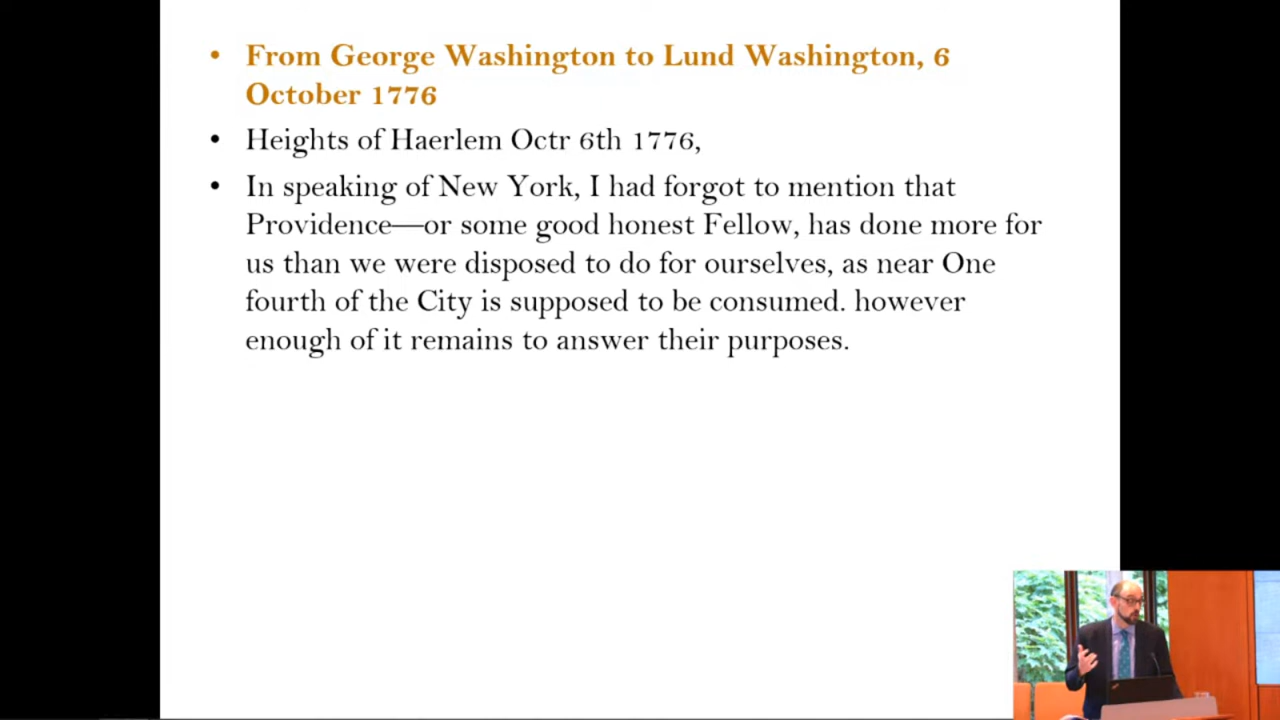 • From George Washington to Lund Washington, 6
October 1776
• Heights of Haerlem Octr 6th 1776,
• In speaking of New York, I had forgot to mention that
Providence—or some good honest Fellow, has done more for
us than we were disposed to do for ourselves, as near One
fourth of the City is supposed to be consumed. however
enough of it remains to answer their purposes.